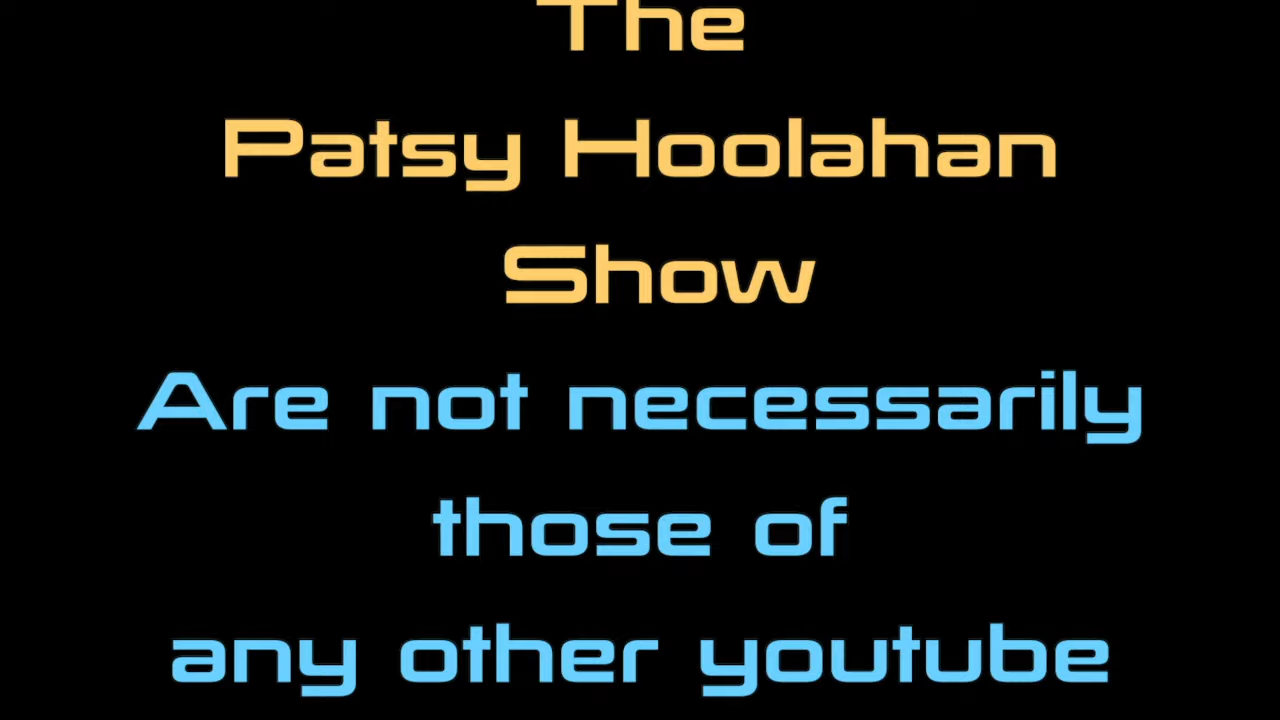 The
Patsy Hoolahan
Show
Are not necessarily
those of
any other youtube